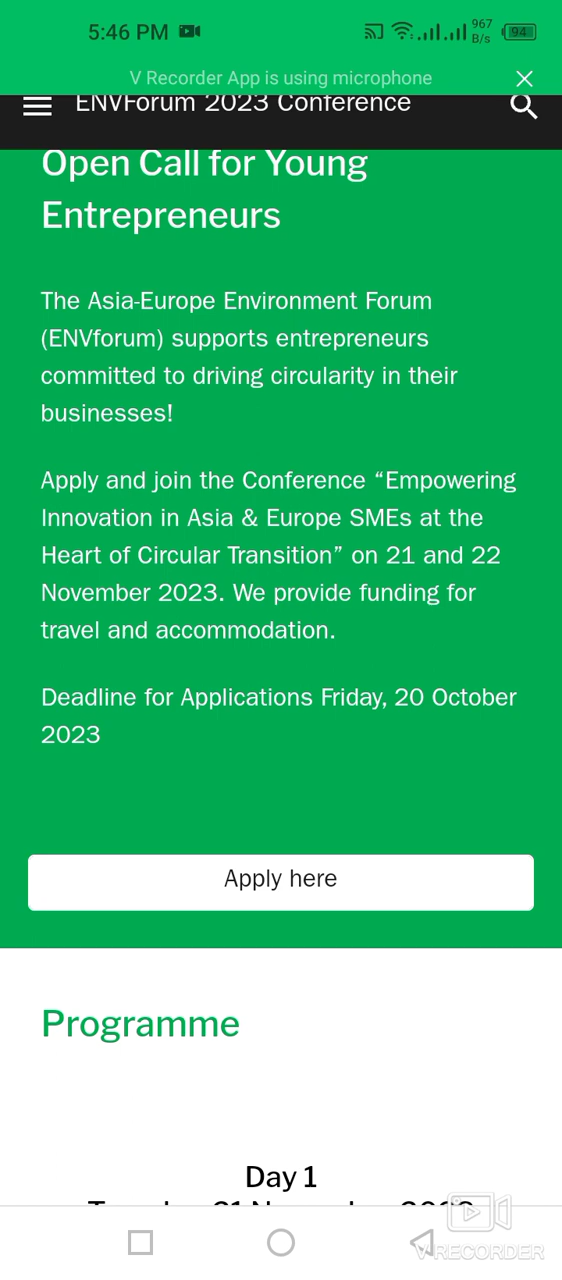 5:46 PM
967
B/s
94
V Recorder App is using microphone
ENVForum 2023 Conference
Open Call for Young
Entrepreneurs
The Asia-Europe Environment Forum
(ENVforum) supports entrepreneurs
committed to driving circularity in their
businesses!
Apply and join the Conference “Empowering
Innovation in Asia & Europe SMEs at the
Heart of Circular Transition” on 21 and 22
November 2023. We provide funding for
travel and accommodation.
Deadline for Applications Friday, 20 October
2023
Apply here
Programme
Day 1
Tuesday 21 November 2023
V RECORDER